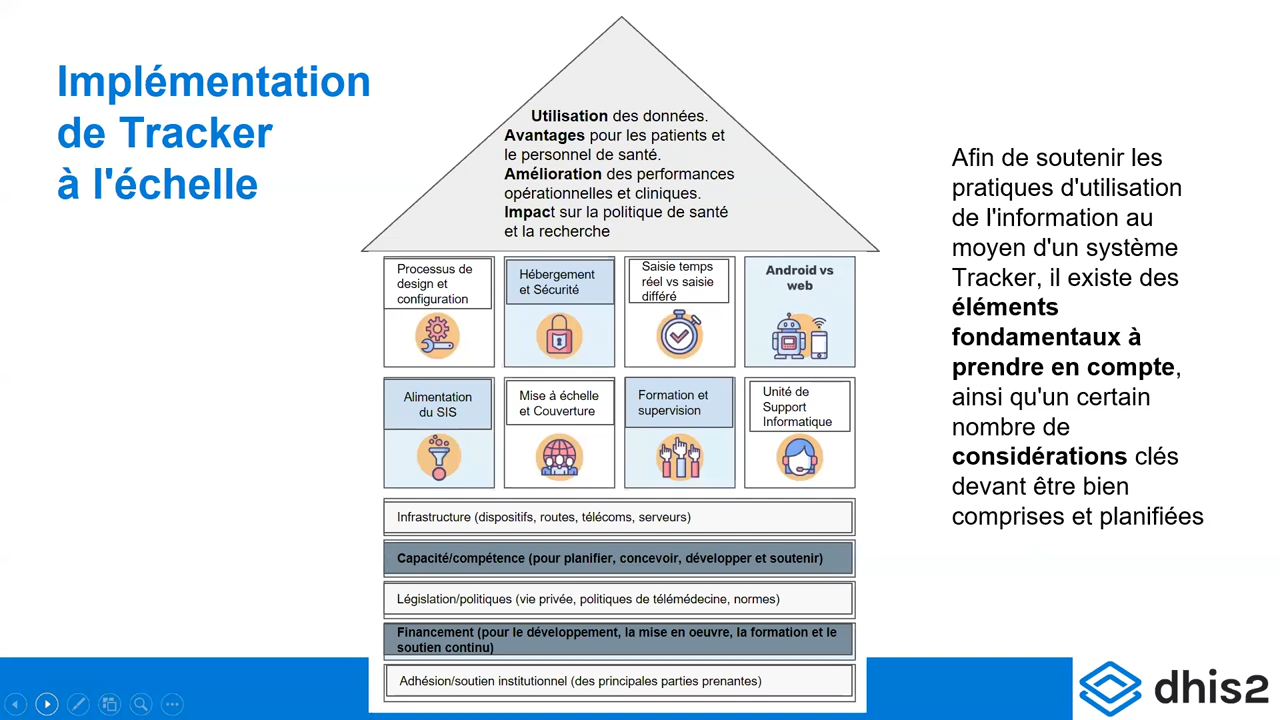 Implémentation
de Tracker
à l'échelle
Utilisation des données.
Avantages pour les patients et
le personnel de santé.
Amélioration des performances
opérationnelles et cliniques.
Impact sur la politique de santé
et la recherche
Processus de
design et
configuration
Hébergement
et Sécurité
Saisie temps
réel vs saisie
différé
Android vs
web
Alimentation
du SIS
Mise à échelle
et Couverture
Formation et
supervision
Unité de
Support
Informatique
Infrastructure (dispositifs, routes, télécoms, serveurs)
Capacité/compétence (pour planifier, concevoir, développer et soutenir)
Législation/politiques (vie privée, politiques de télémédecine, normes)
Financement (pour le développement, la mise en oeuvre, la formation et le
soutien continu)
Adhésion/soutien institutionnel (des principales parties prenantes)
Afin de soutenir les
pratiques d'utilisation
de l'information au
moyen d'un système
Tracker, il existe des
éléments
fondamentaux à
prendre en compte,
ainsi qu'un certain
nombre de
considérations clés
devant être bien
comprises et planifiées
dhis2